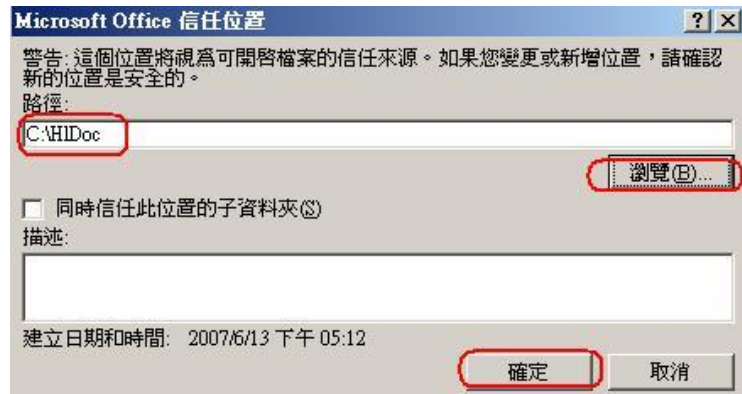 Microsoft Office 信任位置
警告: 這個位置將視為可開啓檔案的信任來源。如果您變更或新增位置，請確認
新的位置是安全的。
路徑:
C:\HIDoc
瀏覽(B)...
同時信任此位置的子資料夾(S)
描述:
建立日期和時間: 2007/6/13 下午 05:12
確定 取消